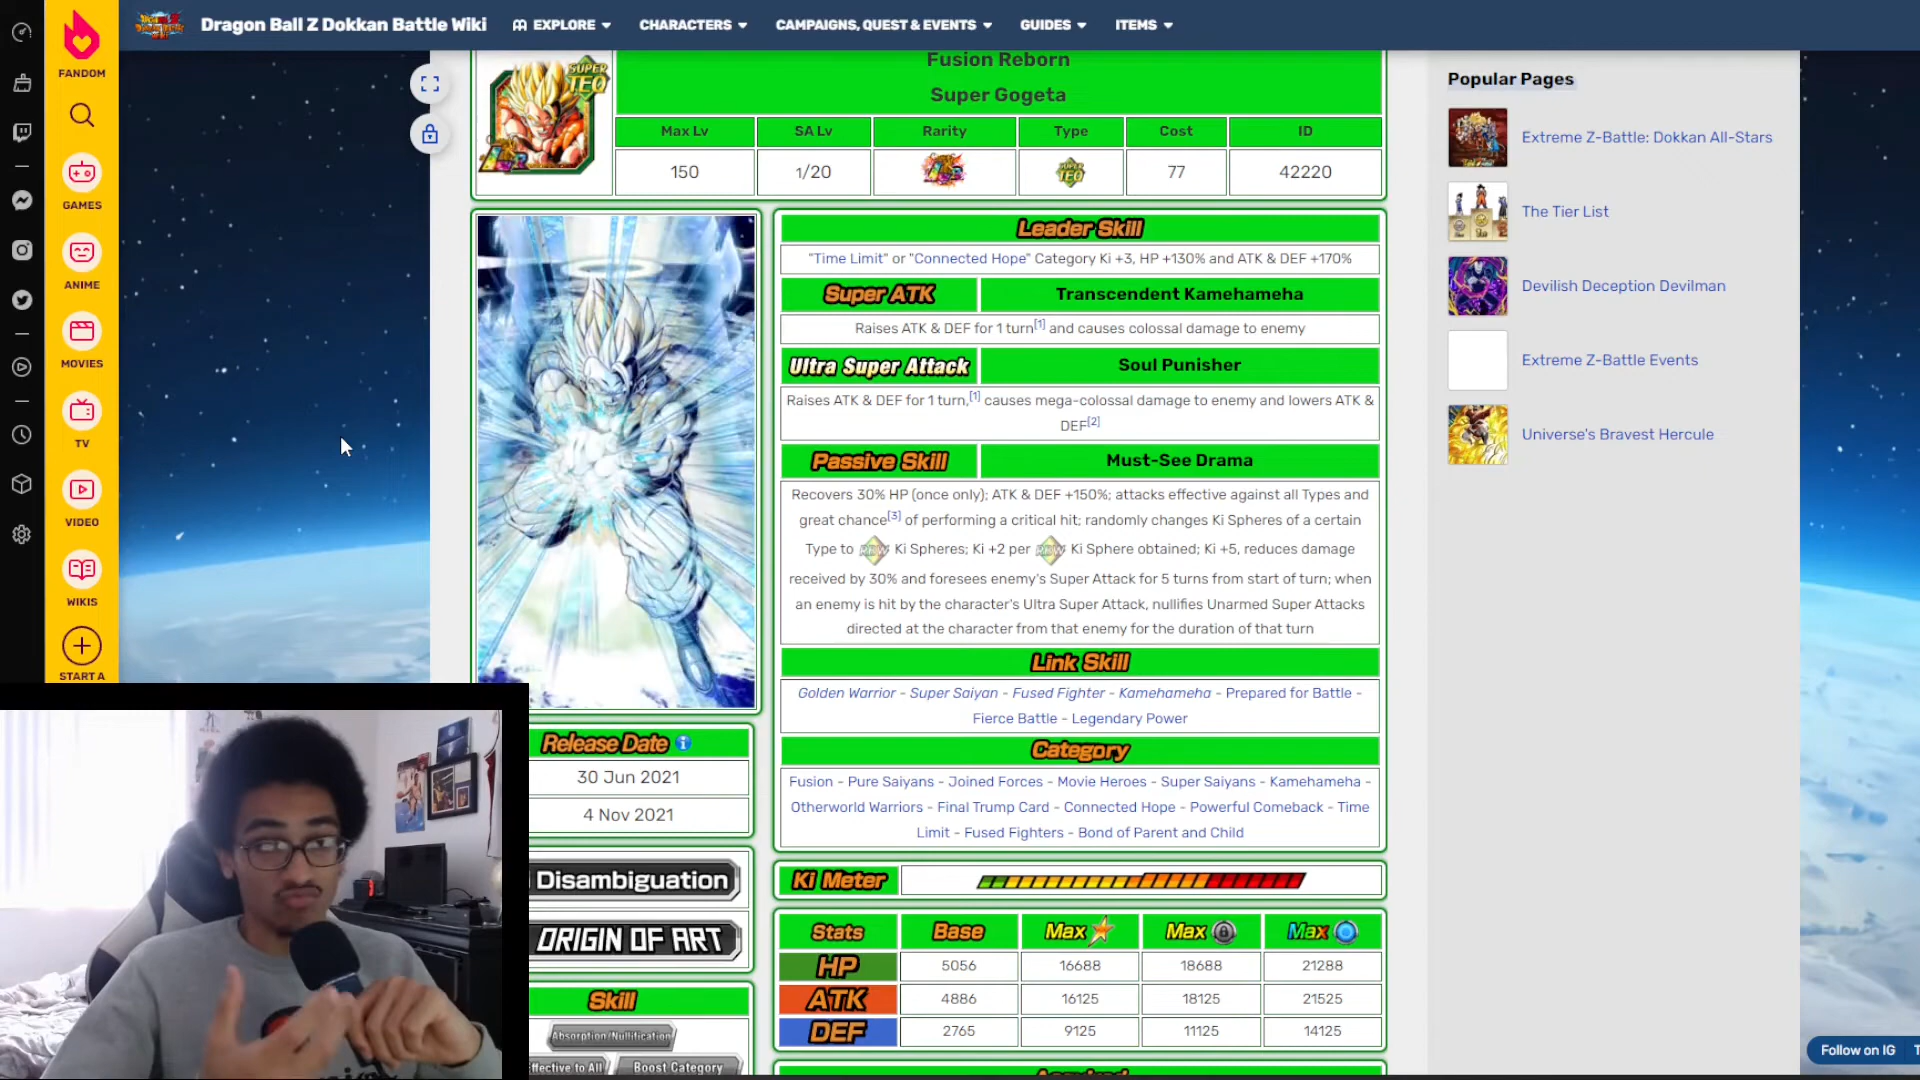 Dragon Ball Z Dokkan Battle Wiki
EXPLORE
CHARACTERS
CAMPAIGNS, QUEST & EVENTS
GUIDES
ITEMS
FANDOM
GAMES
ANIME
MOVIES
TV
VIDEO
WIKIS
START A
SUPER
TEQ
LR
Fusion Reborn
Super Gogeta
Max Lv
SA Lv
Rarity
Type
Cost
ID
150
1/20
LR
SUPER
TEQ
77
42220
Leader Skill
"Time Limit" or "Connected Hope" Category Ki +3, HP +130% and ATK & DEF +170%
Super ATK
Transcendent Kamehameha
Raises ATK & DEF for 1 turn[1] and causes colossal damage to enemy
Ultra Super Attack
Soul Punisher
Raises ATK & DEF for 1 turn,[1] causes mega-colossal damage to enemy and lowers ATK &
DEF[2]
Passive Skill
Must-See Drama
Recovers 30% HP (once only); ATK & DEF +150%; attacks effective against all Types and
great chance[3] of performing a critical hit; randomly changes Ki Spheres of a certain
Type to RKW Ki Spheres; Ki +2 per RKW Ki Sphere obtained; Ki +5, reduces damage
received by 30% and foresees enemy's Super Attack for 5 turns from start of turn; when
an enemy is hit by the character's Ultra Super Attack, nullifies Unarmed Super Attacks
directed at the character from that enemy for the duration of that turn
Link Skill
Golden Warrior - Super Saiyan - Fused Fighter - Kamehameha - Prepared for Battle -
Fierce Battle - Legendary Power
Category
Fusion - Pure Saiyans - Joined Forces - Movie Heroes - Super Saiyans - Kamehameha -
Otherworld Warriors - Final Trump Card - Connected Hope - Powerful Comeback - Time
Limit - Fused Fighters - Bond of Parent and Child
Ki Meter
Stats
Base
Max
Max
Max
HP
5056
16688
18688
21288
ATK
4886
16125
18125
21525
DEF
2765
9125
11125
14125
Acquired
Release Date
30 Jun 2021
4 Nov 2021
Disambiguation
ORIGIN OF ART
Skill
Absorption/Nullification
ffective to All
Boost Category
Popular Pages
Extreme Z-Battle: Dokkan All-Stars
The Tier List
Devilish Deception Devilman
Extreme Z-Battle Events
Universe's Bravest Hercule
Follow on IG
T